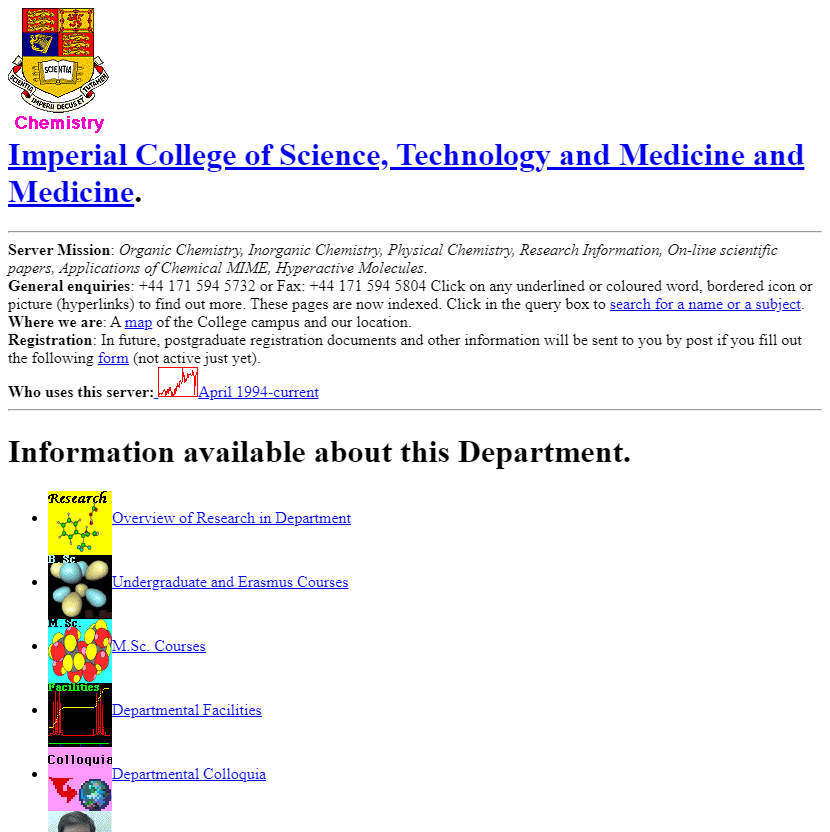 SCIENTIA
SCIENTIA IMPERII DECUS ET TUTAMEN
Chemistry
Imperial College of Science, Technology and Medicine and
Medicine.
Server Mission: Organic Chemistry, Inorganic Chemistry, Physical Chemistry, Research Information, On-line scientific
papers, Applications of Chemical MIME, Hyperactive Molecules.
General enquiries: +44 171 594 5732 or Fax: +44 171 594 5804 Click on any underlined or coloured word, bordered icon or
picture (hyperlinks) to find out more. These pages are now indexed. Click in the query box to search for a name or a subject.
Where we are: A map of the College campus and our location.
Registration: In future, postgraduate registration documents and other information will be sent to you by post if you fill out
the following form (not active just yet).
Who uses this server: April 1994-current
Information available about this Department.
Research
Overview of Research in Department
B.Sc.
Undergraduate and Erasmus Courses
M.Sc.
M.Sc. Courses
Facilities
Departmental Facilities
Colloquia
Departmental Colloquia